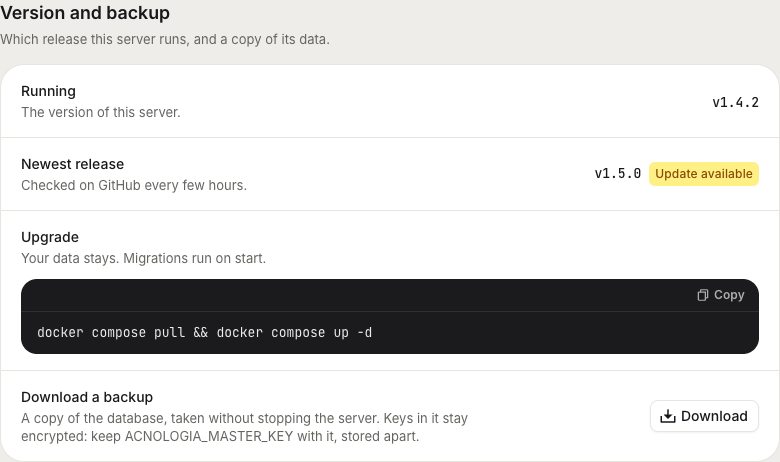 Version and backup
Which release this server runs, and a copy of its data.
Running
The version of this server.
v1.4.2
Newest release
Checked on GitHub every few hours.
v1.5.0
Update available
Upgrade
Your data stays. Migrations run on start.
Copy
docker compose pull && docker compose up -d
Download a backup
A copy of the database, taken without stopping the server. Keys in it stay
encrypted: keep ACNOLOGIA_MASTER_KEY with it, stored apart.
Download